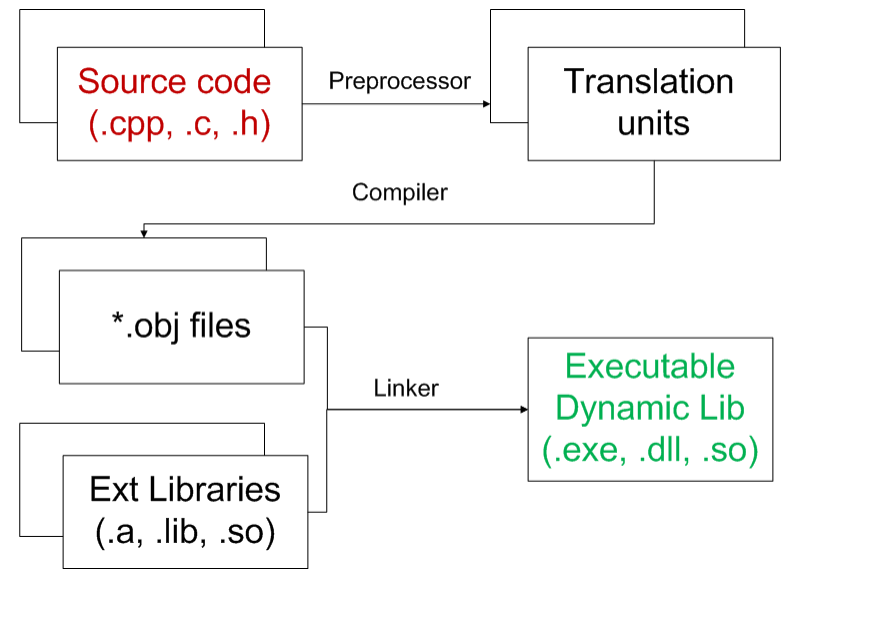 Source code
(.cpp, .c, .h)
Preprocessor
Translation
units
Compiler
*.obj files
Linker
Executable
Dynamic Lib
(.exe, .dll, .so)
Ext Libraries
(.a, .lib, .so)